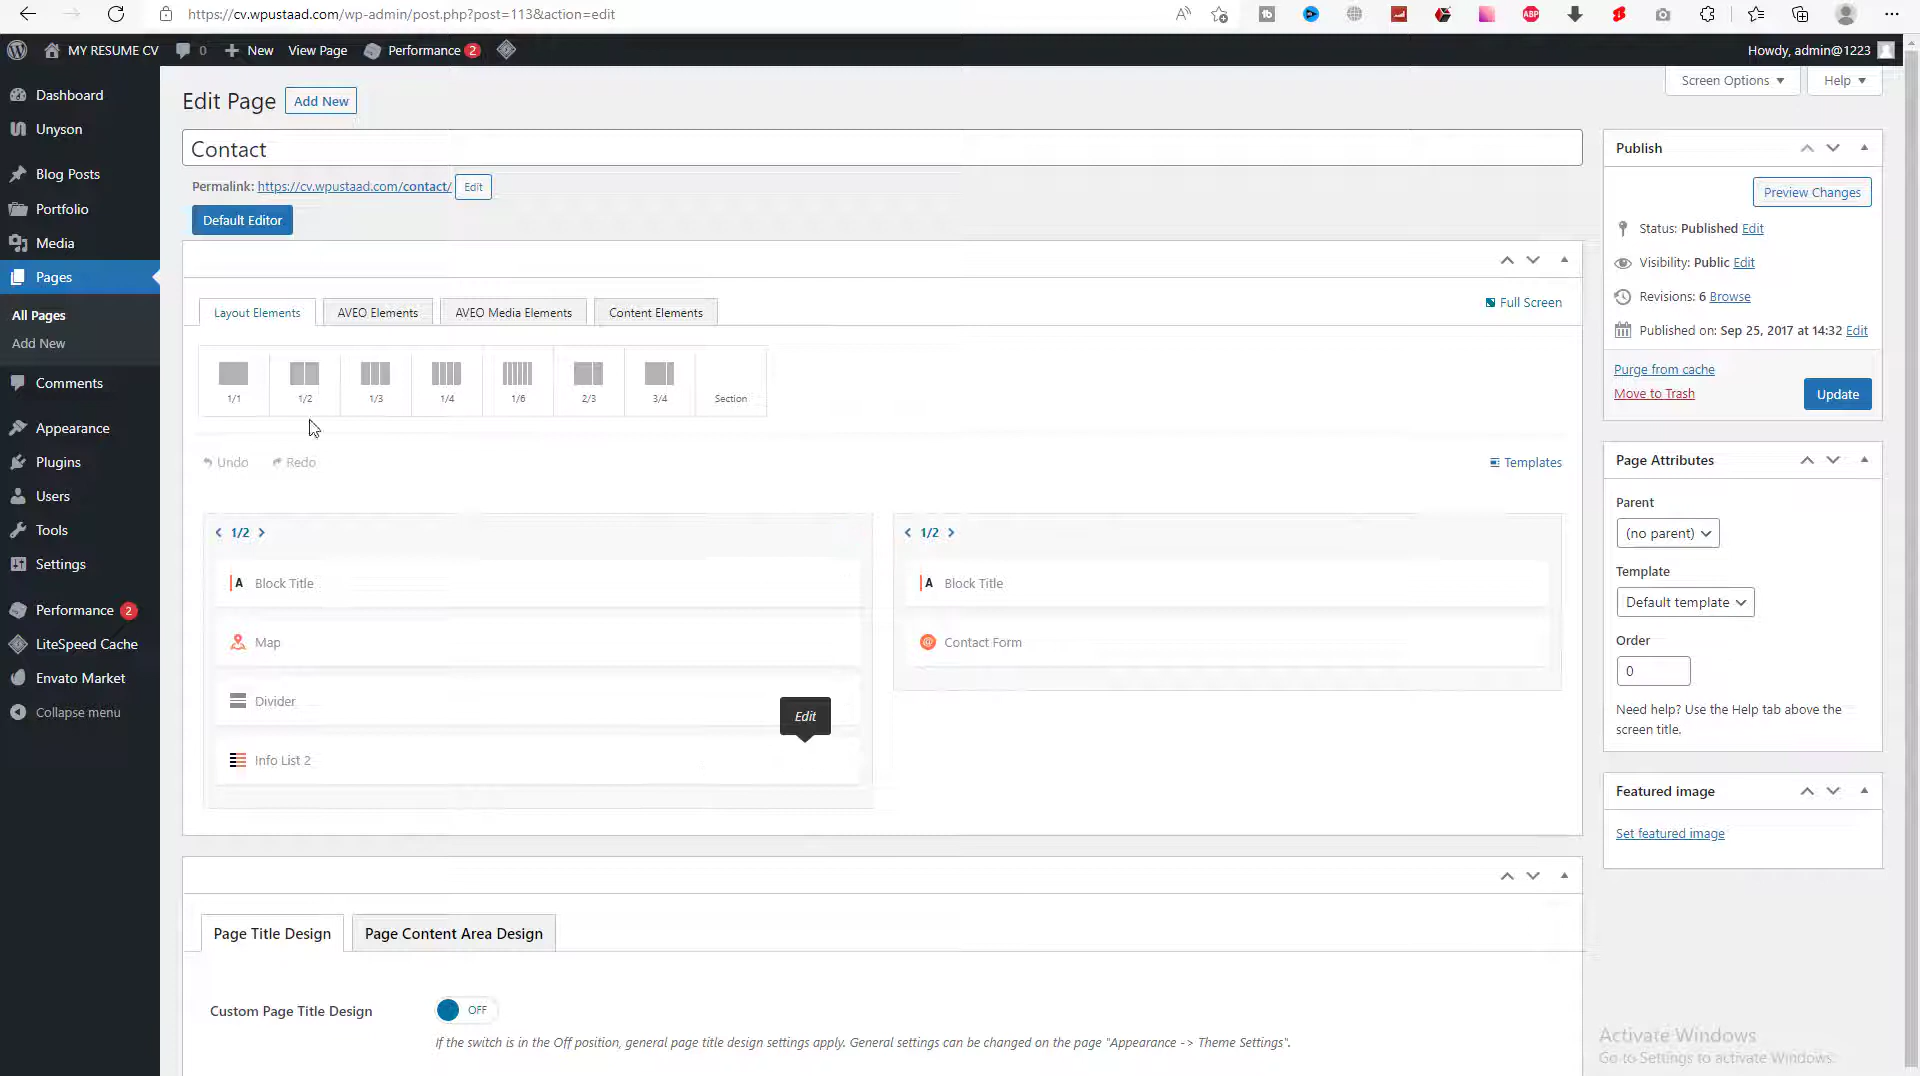 https://cv.wpustaad.com/wp-admin/post.php?post=113&action=edit
MY RESUME CV
0
New
View Page
Performance 2
Howdy, admin@1223
Dashboard
Unyson
Blog Posts
Portfolio
Media
Pages
All Pages
Add New
Comments
Appearance
Plugins
Users
Tools
Settings
Performance 2
LiteSpeed Cache
Envato Market
Collapse menu
Screen Options
Help
Edit Page
Add New
Contact
Permalink: https://cv.wpustaad.com/contact/ Edit
Default Editor
Layout Elements
AVEO Elements
AVEO Media Elements
Content Elements
Full Screen
1/1
1/2
1/3
1/4
1/6
2/3
3/4
Section
Undo
Redo
Templates
1/2
A Block Title
Map
Divider
Edit
Info List 2
1/2
A Block Title
Contact Form
Page Title Design
Page Content Area Design
Custom Page Title Design
OFF
If the switch is in the Off position, general page title design settings apply. General settings can be changed on the page "Appearance -> Theme Settings".
Publish
Preview Changes
Status: Published Edit
Visibility: Public Edit
Revisions: 6 Browse
Published on: Sep 25, 2017 at 14:32 Edit
Purge from cache
Move to Trash
Update
Page Attributes
Parent
(no parent)
Template
Default template
Order
0
Need help? Use the Help tab above the
screen title.
Featured image
Set featured image
Activate Windows
Go to Settings to activate Windows.
ABP